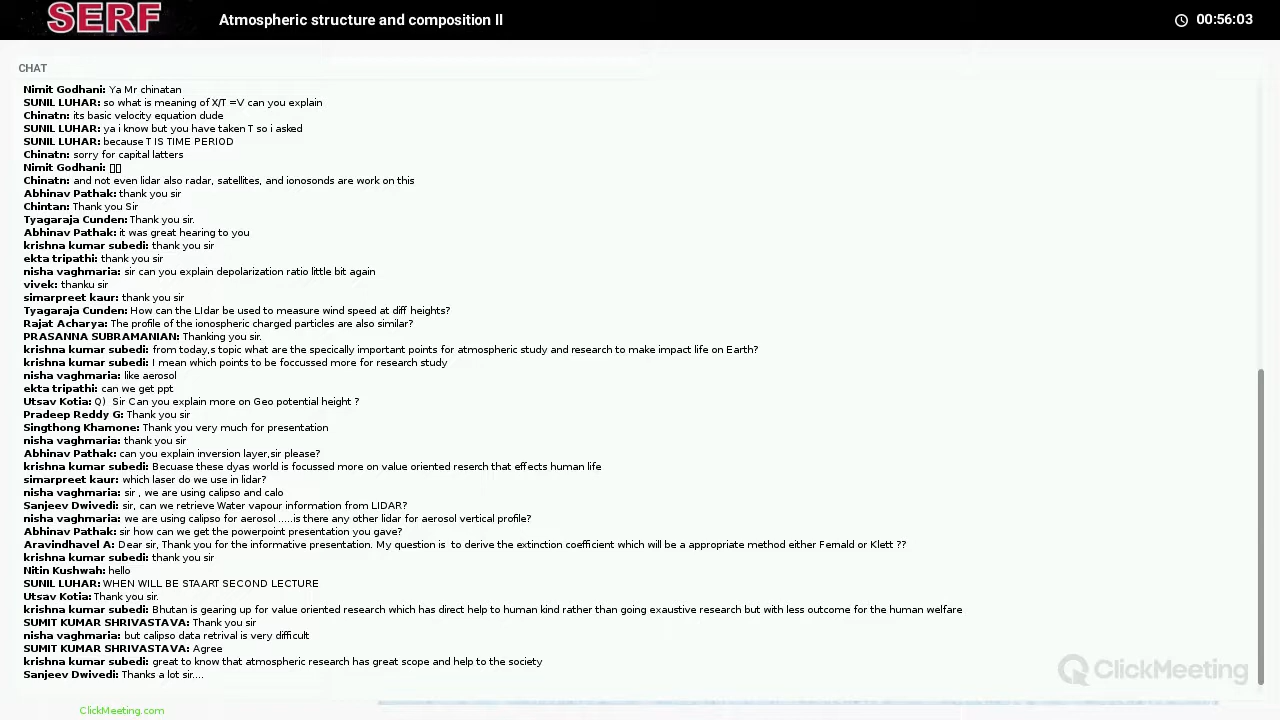 SERF
Atmospheric structure and composition II
00:56:03
CHAT
Nimit Godhani: Ya Mr chinatan
SUNIL LUHAR: so what is meaning of X/T =V can you explain
Chinatn: its basic velocity equation dude
SUNIL LUHAR: ya i know but you have taken T so i asked
SUNIL LUHAR: because T IS TIME PERIOD
Chinatn: sorry for capital latters
Nimit Godhani: 
Chinatn: and not even lidar also radar, satellites, and ionosonds are work on this
Abhinav Pathak: thank you sir
Chintan: Thank you Sir
Tyagaraja Cunden: Thank you sir.
Abhinav Pathak: it was great hearing to you
krishna kumar subedi: thank you sir
ekta tripathi: thank you sir
nisha vaghmaria: sir can you explain depolarization ratio little bit again
vivek: thanku sir
simarpreet kaur: thank you sir
Tyagaraja Cunden: How can the LIdar be used to measure wind speed at diff heights?
Rajat Acharya: The profile of the ionospheric charged particles are also similar?
PRASANNA SUBRAMANIAN: Thanking you sir.
krishna kumar subedi: from today,s topic what are the specically important points for atmospheric study and research to make impact life on Earth?
krishna kumar subedi: I mean which points to be foccussed more for research study
nisha vaghmaria: like aerosol
ekta tripathi: can we get ppt
Utsav Kotia: Q) Sir Can you explain more on Geo potential height ?
Pradeep Reddy G: Thank you sir
Singthong Khamone: Thank you very much for presentation
nisha vaghmaria: thank you sir
Abhinav Pathak: can you explain inversion layer,sir please?
krishna kumar subedi: Becuase these dyas world is focussed more on value oriented reserch that effects human life
simarpreet kaur: which laser do we use in lidar?
nisha vaghmaria: sir , we are using calipso and calo
Sanjeev Dwivedi: sir, can we retrieve Water vapour information from LIDAR?
nisha vaghmaria: we are using calipso for aerosol .....is there any other lidar for aerosol vertical profile?
Abhinav Pathak: sir how can we get the powerpoint presentation you gave?
Aravindhavel A: Dear sir, Thank you for the informative presentation. My question is to derive the extinction coefficient which will be a appropriate method either Fernald or Klett ??
krishna kumar subedi: thank you sir
Nitin Kushwah: hello
SUNIL LUHAR: WHEN WILL BE STAART SECOND LECTURE
Utsav Kotia: Thank you sir.
krishna kumar subedi: Bhutan is gearing up for value oriented research which has direct help to human kind rather than going exaustive research but with less outcome for the human welfare
SUMIT KUMAR SHRIVASTAVA: Thank you sir
nisha vaghmaria: but calipso data retrival is very difficult
SUMIT KUMAR SHRIVASTAVA: Agree
krishna kumar subedi: great to know that atmospheric research has great scope and help to the society
Sanjeev Dwivedi: Thanks a lot sir....
ClickMeeting
ClickMeeting.com